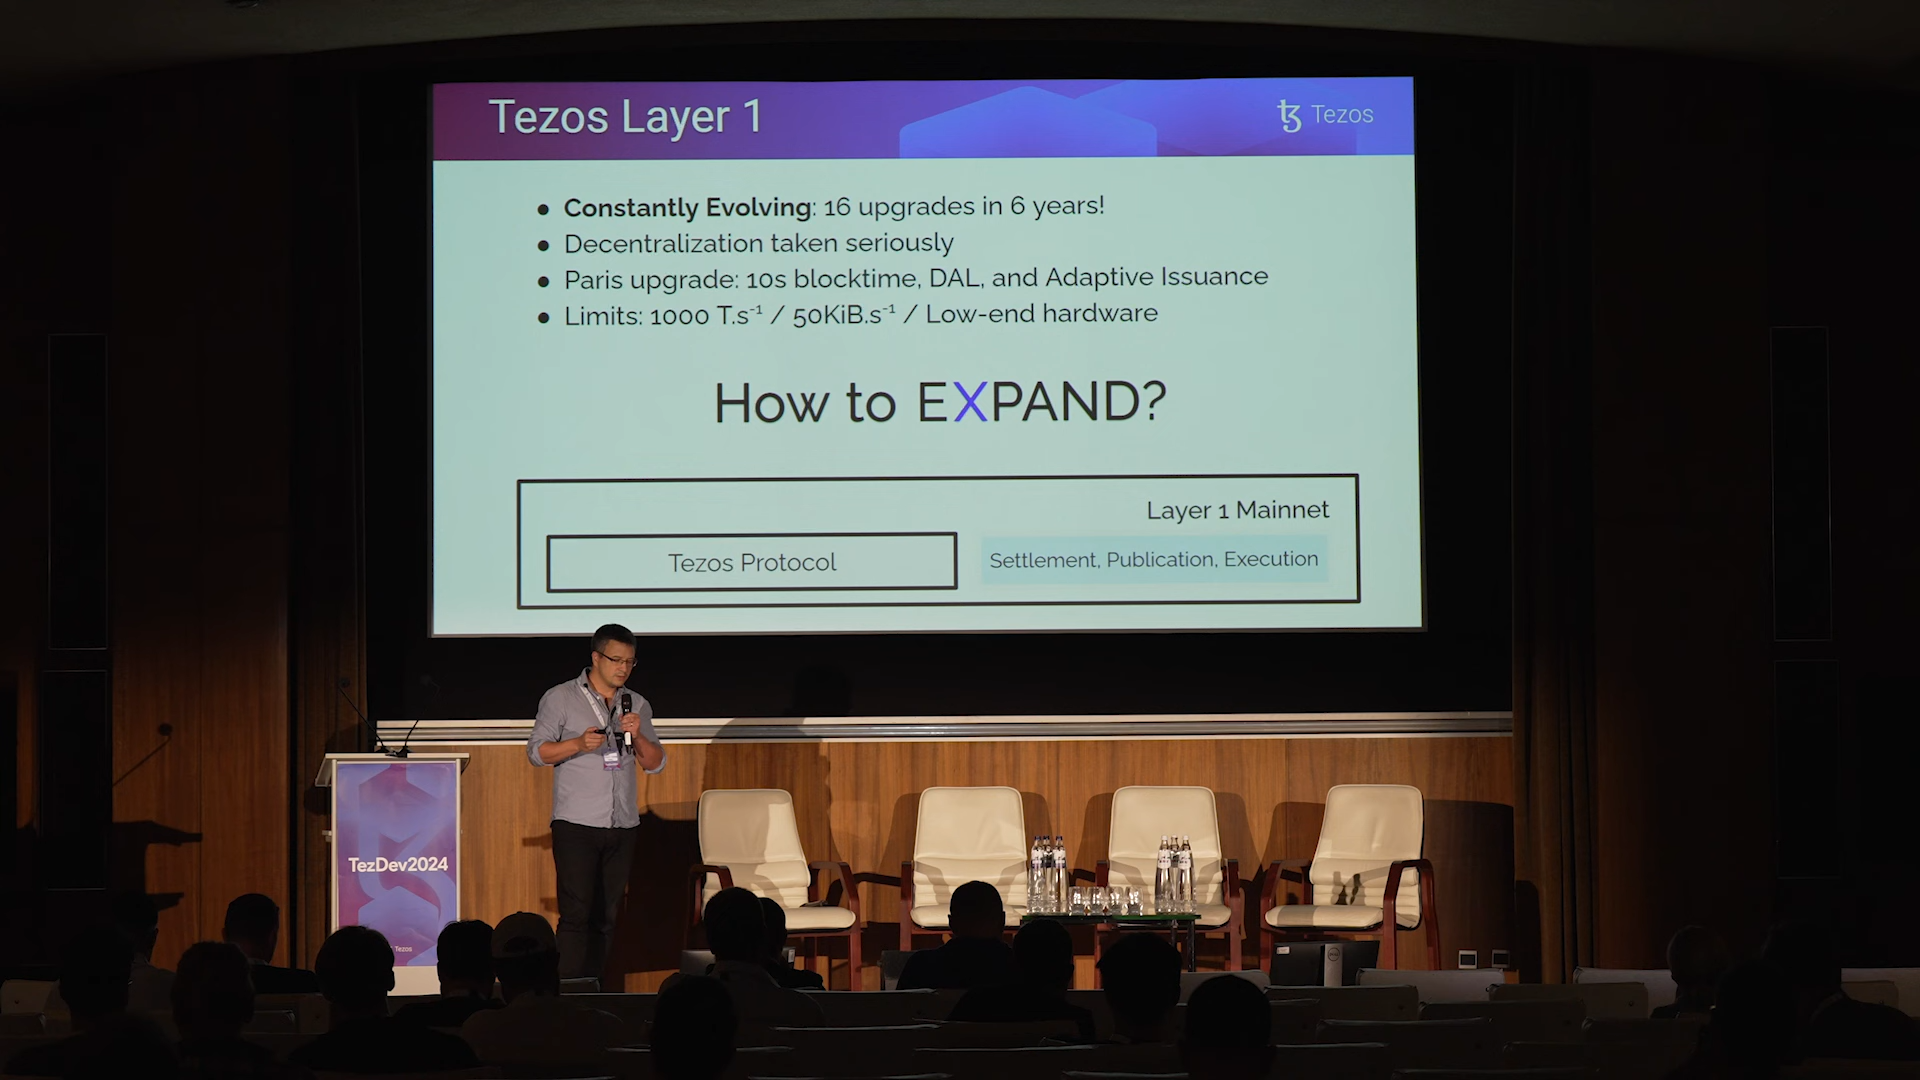 Tezos Layer 1
Tezos
● Constantly Evolving: 16 upgrades in 6 years!
● Decentralization taken seriously
● Paris upgrade: 10s blocktime, DAL, and Adaptive Issuance
● Limits: 1000 T.s⁻¹ / 50KiB.s⁻¹ / Low-end hardware
How to EXPAND?
Layer 1 Mainnet
Tezos Protocol
Settlement, Publication, Execution
TezDev2024
Tezos